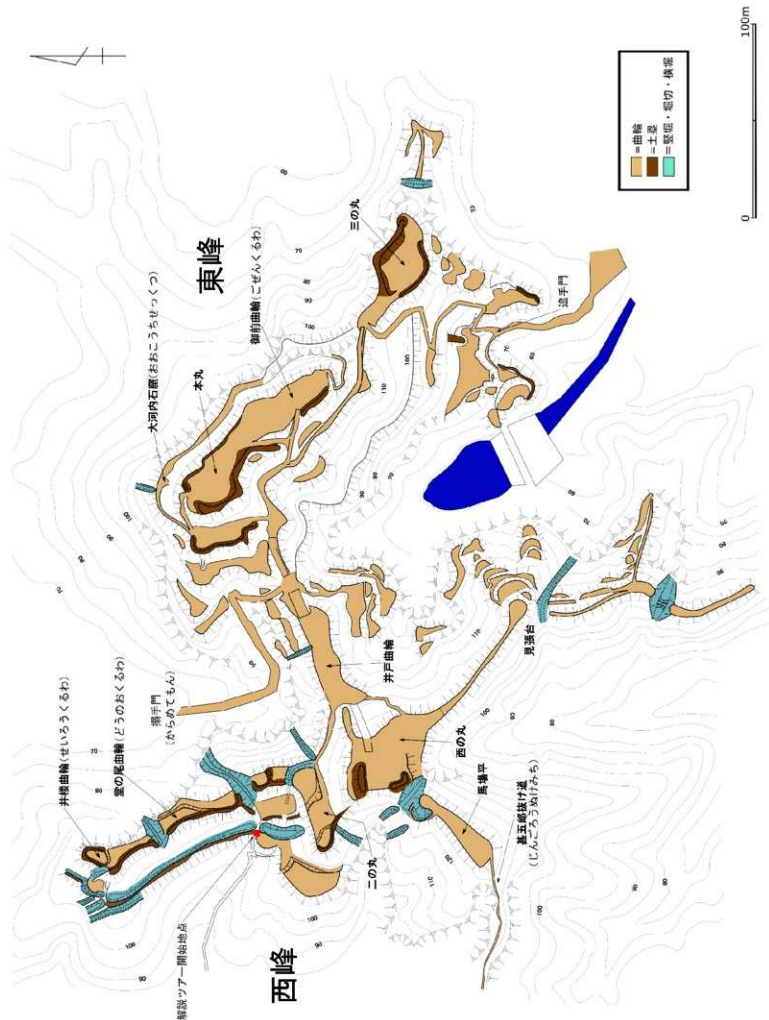 100m
0
=曲輪
=土塁
=竪堀・堀切・横堀
東峰
大河内石窟(おおこうちせっくつ)
本丸
御前曲輪(ごぜんくるわ)
三の丸
追手門
井戸曲輪
搦手門
(からめてもん)
見張台
西の丸
馬場平
甚五郎抜け道
(じんごろうぬけみち)
井楼曲輪(せいろうくるわ)
堂の尾曲輪(どうのおくるわ)
二の丸
解説ツアー開始地点
西峰